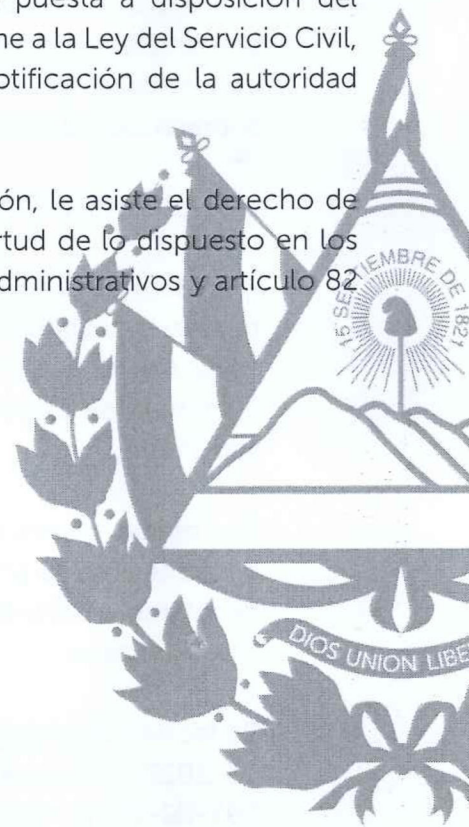 puesta a disposición del
ne a la Ley del Servicio Civil,
otificación de la autoridad
ón, le asiste el derecho de
rtud de lo dispuesto en los
administrativos y artículo 82
15 SEPTIEMBRE DE 1821
DIOS UNION LIBE